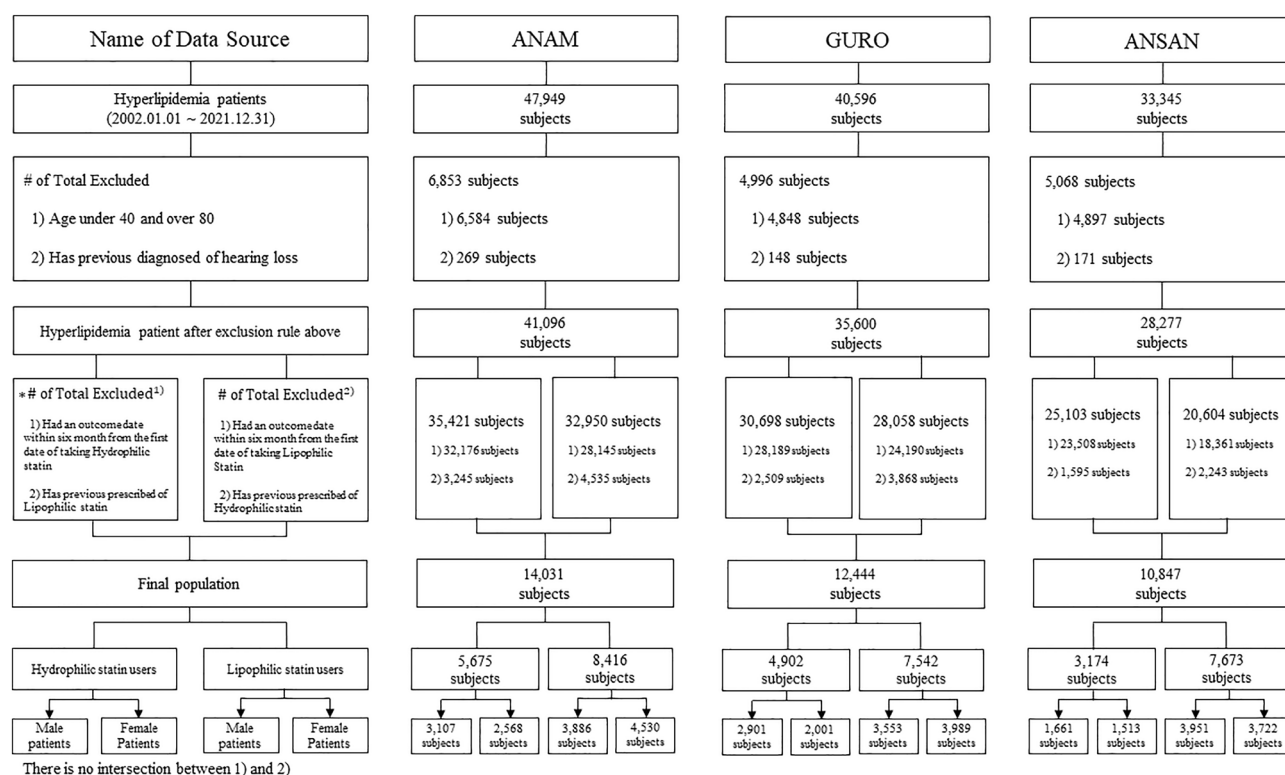 Name of Data Source
ANAM
GURO
ANSAN
Hyperlipidemia patients
(2002.01.01 ~ 2021.12.31)
47,949
subjects
40,596
subjects
33,345
subjects
# of Total Excluded
1) Age under 40 and over 80
2) Has previous diagnosed of hearing loss
6,853 subjects
1) 6,584 subjects
2) 269 subjects
4,996 subjects
1) 4,848 subjects
2) 148 subjects
5,068 subjects
1) 4,897 subjects
2) 171 subjects
Hyperlipidemia patient after exclusion rule above
41,096
subjects
35,600
subjects
28,277
subjects
*# of Total Excluded1)
1) Had an outcome date
within six month from the first
date of taking Hydrophilic
statin
2) Has previous prescribed of
Lipophilic statin
# of Total Excluded2)
1) Had an outcome date
within six month from the first
date of taking Lipophilic
Statin
2) Has previous prescribed of
Hydrophilic statin
35,421 subjects
1) 32,176 subjects
2) 3,245 subjects
32,950 subjects
1) 28,145 subjects
2) 4,535 subjects
30,698 subjects
1) 28,189 subjects
2) 2,509 subjects
28,058 subjects
1) 24,190 subjects
2) 3,868 subjects
25,103 subjects
1) 23,508 subjects
2) 1,595 subjects
20,604 subjects
1) 18,361 subjects
2) 2,243 subjects
Final population
14,031
subjects
12,444
subjects
10,847
subjects
Hydrophilic statin users
Lipophilic statin users
5,675
subjects
8,416
subjects
4,902
subjects
7,542
subjects
3,174
subjects
7,673
subjects
Male
patients
Female
Patients
Male
patients
Female
Patients
3,107
subjects
2,568
subjects
3,886
subjects
4,530
subjects
2,901
subjects
2,001
subjects
3,553
subjects
3,989
subjects
1,661
subjects
1,513
subjects
3,951
subjects
3,722
subjects
There is no intersection between 1) and 2)